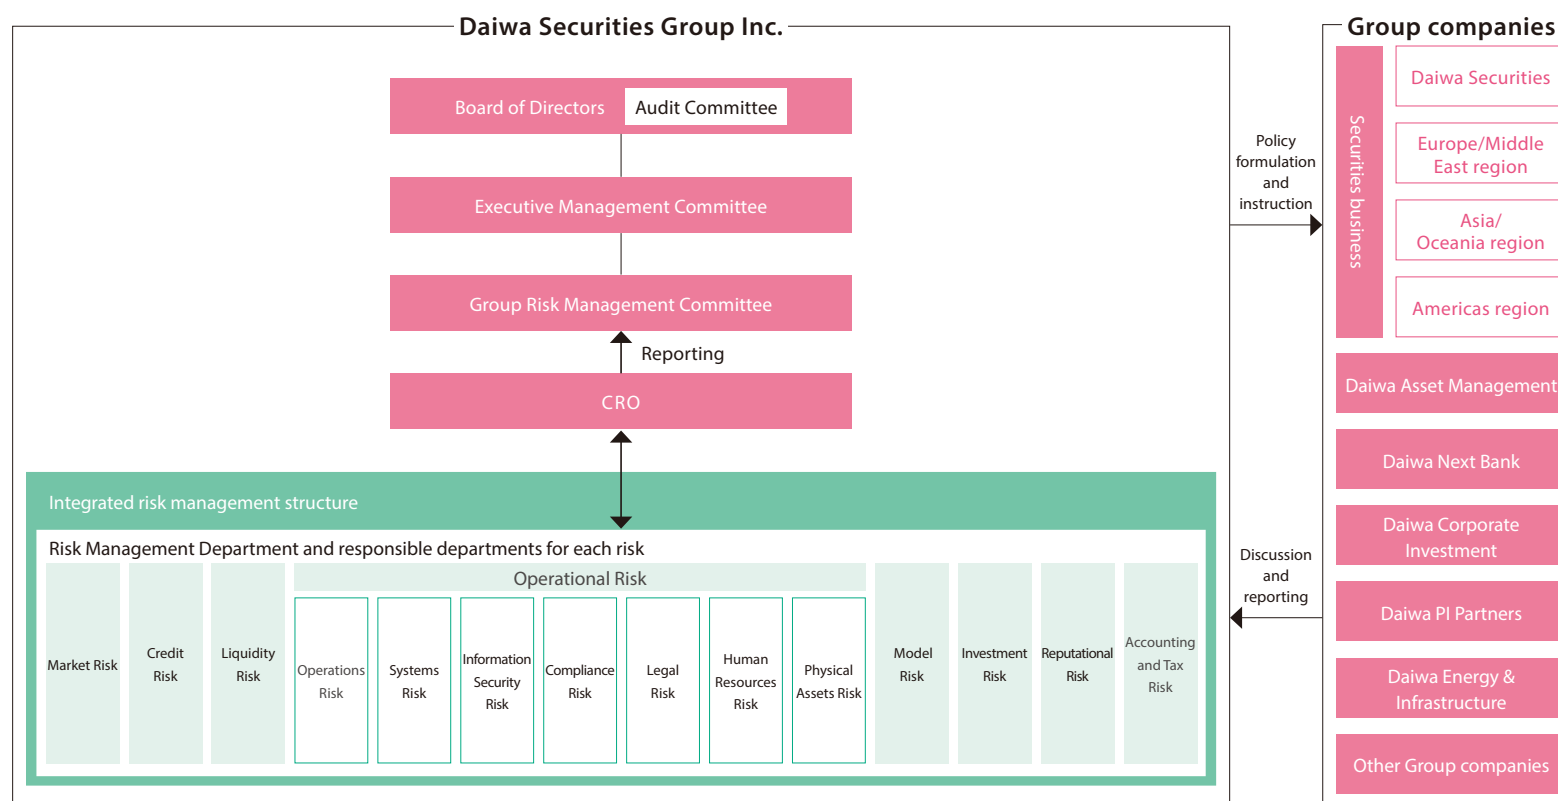 Daiwa Securities Group Inc.
Board of Directors
Audit Committee
Executive Management Committee
Group Risk Management Committee
Reporting
CRO
Integrated risk management structure
Risk Management Department and responsible departments for each risk
Market Risk
Credit
Risk
Liquidity
Risk
Operational Risk
Operations
Risk
Systems
Risk
Information
Security
Risk
Compliance
Risk
Legal
Risk
Human
Resources
Risk
Physical
Assets Risk
Model
Risk
Investment
Risk
Reputational
Risk
Accounting
and Tax
Risk
Policy
formulation
and
instruction
Discussion
and
reporting
Group companies
Securities business
Daiwa Securities
Europe/Middle
East region
Asia/
Oceania region
Americas region
Daiwa Asset Management
Daiwa Next Bank
Daiwa Corporate
Investment
Daiwa PI Partners
Daiwa Energy &
Infrastructure
Other Group companies